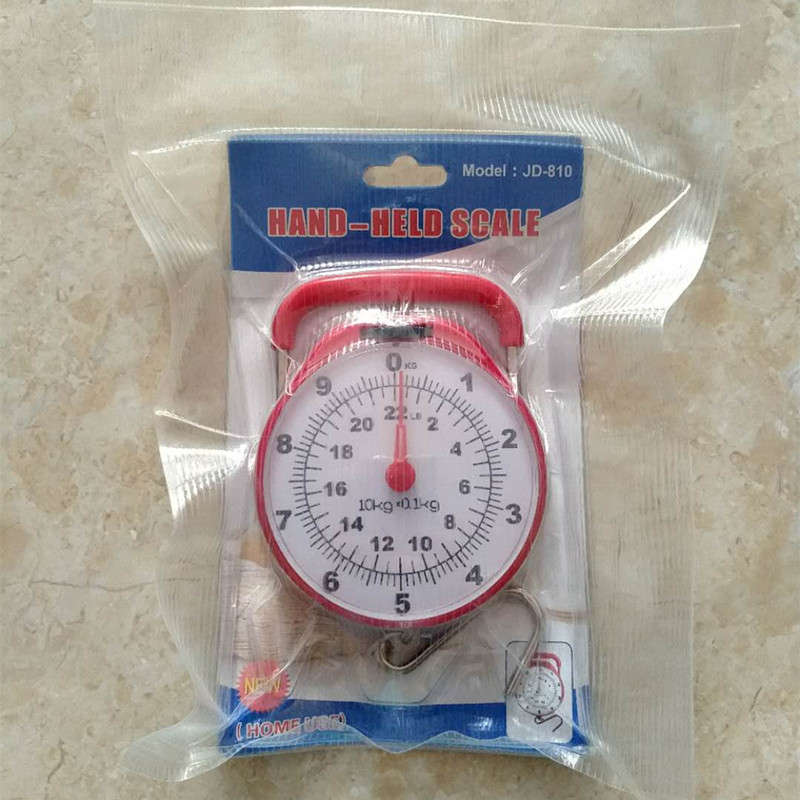 Model : JD-810
HAND-HELD SCALE
0 KG
9 1
22 LB
20 2
8 2
18 4
16 6
10kg×0.1kg
7 3
14 8
12 10
6 4
5
NEW
( HOME USE)